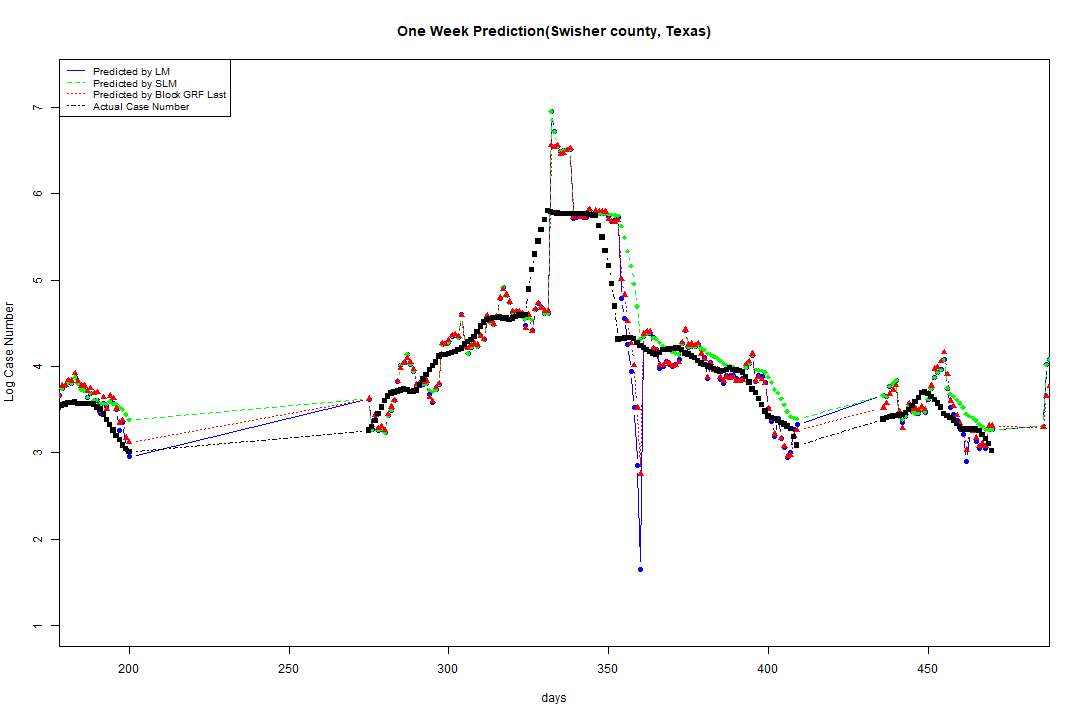 One Week Prediction(Swisher county, Texas)
Predicted by LM
Predicted by SLM
Predicted by Block GRF Last
Actual Case Number
Log Case Number
7
6
5
4
3
2
1
200 250 300 350 400 450
days